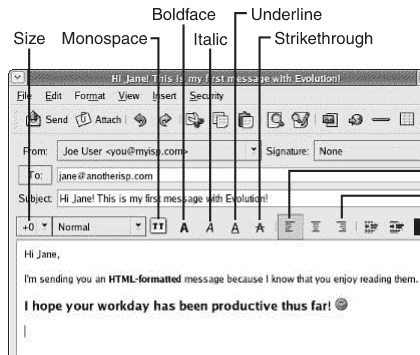 Boldface Underline
Size Monospace Italic Strikethrough
Hi Jane! This is my first message with Evolution!
File Edit Format View Insert Security
Send Attach
From: Joe User <you@myisp.com> Signature: None
To: jane@anotherisp.com
Subject: Hi Jane! This is my first message with Evolution!
+0 Normal TT A A A A
Hi Jane,
I'm sending you an HTML-formatted message because I know that you enjoy reading them.
I hope your workday has been productive thus far!